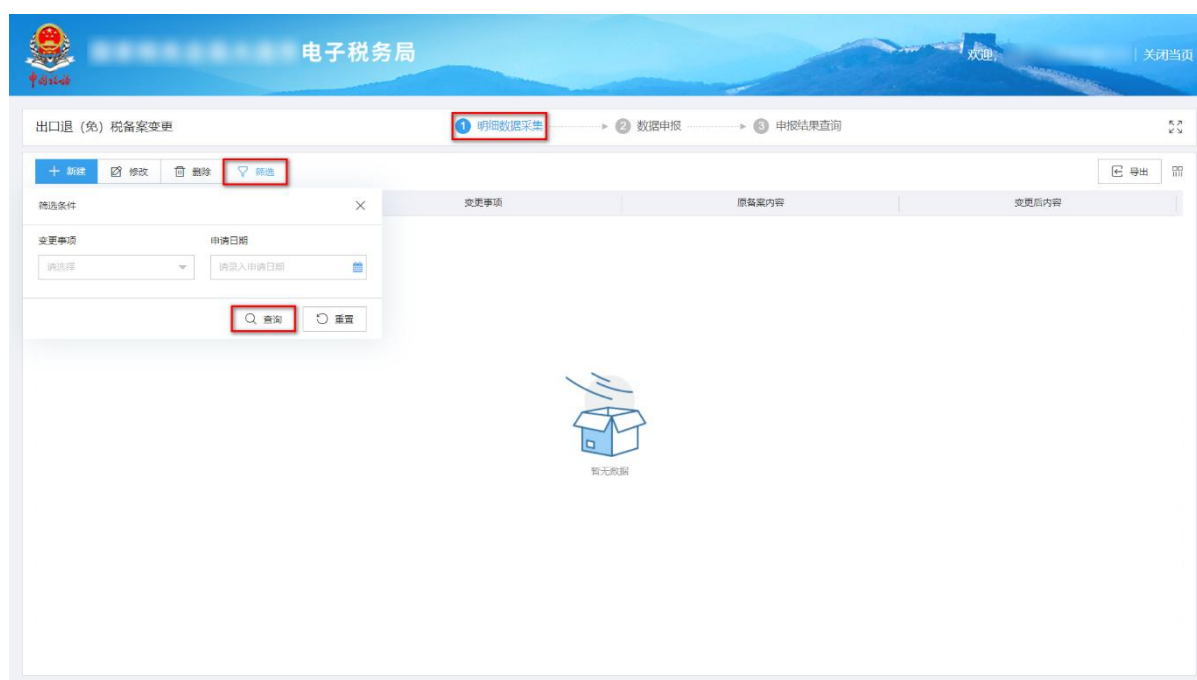 电子税务局
欢迎,
关闭当页
中国税务
出口退（免）税备案变更
1 明细数据采集
2 数据申报
3 申报结果查询
新建 修改 删除 筛选
导出
筛选条件
变更事项 原备案内容 变更后内容
变更事项 申请日期
请选择 请录入申请日期
查询 重置
暂无数据